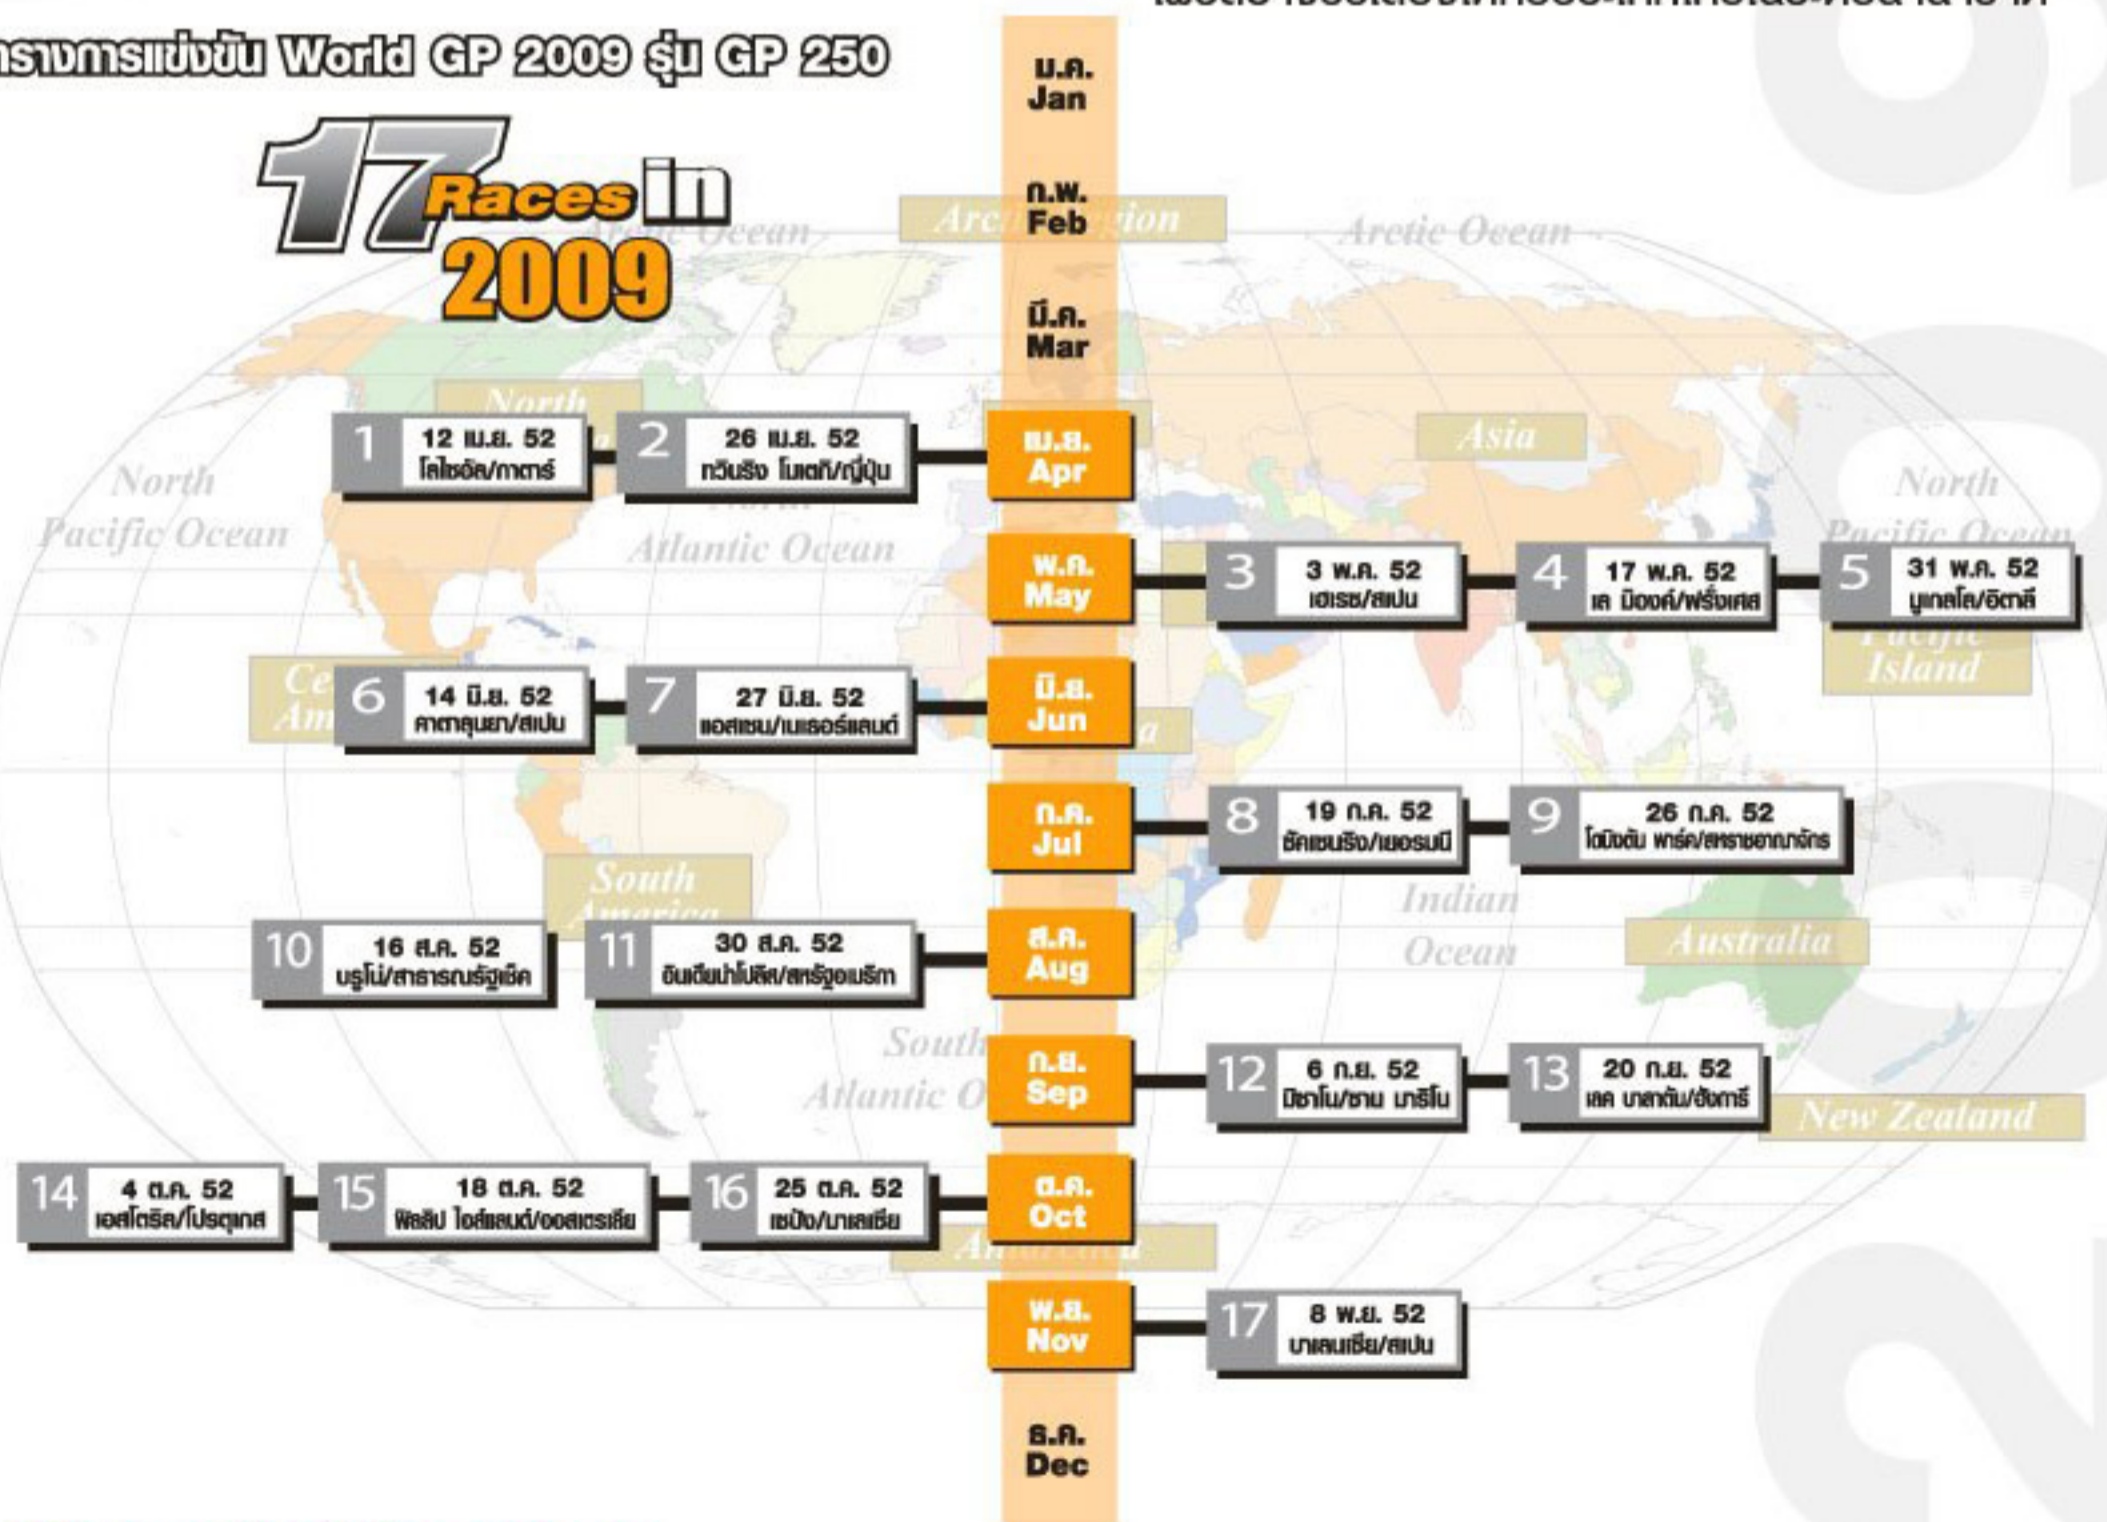 ตารางการแข่งขัน World GP 2009 รุ่น GP 250
17 Races in
2009
ม.ค.
Jan
ก.พ.
Feb
มี.ค.
Mar
Arctic Ocean
Arctic Ocean
North
1
12 เม.ย. 52
โลไซอัล/กาตาร์
2
26 เม.ย. 52
ทวินริง โมเตกิ/ญี่ปุ่น
เม.ย.
Apr
Asia
North
Pacific Ocean
Atlantic Ocean
North
Pacific Ocean
พ.ค.
May
3
3 พ.ค. 52
เฮเรซ/สเปน
4
17 พ.ค. 52
เล มังองค์/ฟรั่งเศส
5
31 พ.ค. 52
มูเกลโล/อิตาลี
Pacific
Island
6
14 มิ.ย. 52
คาตาลุนยา/สเปน
7
27 มิ.ย. 52
แอสเซน/เนเธอร์แลนด์
มิ.ย.
Jun
ก.ค.
Jul
8
19 ก.ค. 52
ซัคเซนริง/เยอรมนี
9
26 ก.ค. 52
โดนิงตัน พาร์ค/สหราชอาณาจักร
South
America
Indian
Ocean
Australia
10
16 ส.ค. 52
บรูโน่/สาธารณรัฐเช็ค
11
30 ส.ค. 52
อินเดียน่าโปลิส/สหรัฐอเมริกา
ส.ค.
Aug
South
Atlantic O
ก.ย.
Sep
12
6 ก.ย. 52
มิซาโน/ซาน มาริโน
13
20 ก.ย. 52
เลค บาลาตัน/ฮังการี
New Zealand
14
4 ต.ค. 52
เอสโตริล/โปรตุเกส
15
18 ต.ค. 52
ฟิลลิป ไอส์แลนด์/ออสเตรเลีย
16
25 ต.ค. 52
เซปัง/มาเลเซีย
ต.ค.
Oct
พ.ย.
Nov
17
8 พ.ย. 52
บาเลนเซีย/สเปน
ธ.ค.
Dec